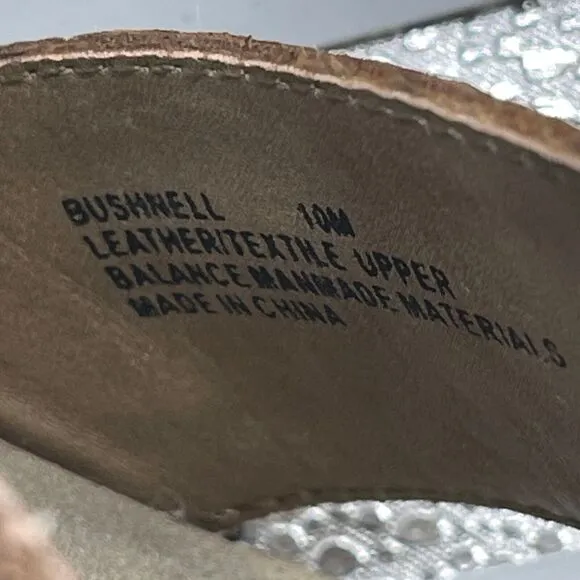 BUSHNELL 10M
LEATHER/TEXTILE UPPER
BALANCE MANMADE MATERIALS
MADE IN CHINA